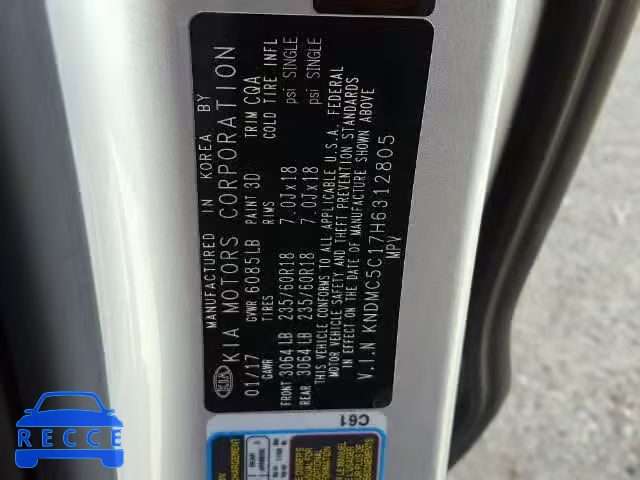 MANUFACTURED IN KOREA BY
KIA KIA MOTORS CORPORATION
01/17 GVWR 6085LB PAINT 3D TRIM CQA
GAWR TIRES RIMS COLD TIRE INFL
FRONT 3064 LB 235/60R18 7.0Jx18 psi SINGLE
REAR 3064 LB 235/60R18 7.0Jx18 psi SINGLE
THIS VEHICLE CONFORMS TO ALL APPLICABLE U.S.A. FEDERAL
MOTOR VEHICLE SAFETY AND THEFT PREVENTION STANDARDS
IN EFFECT ON THE DATE OF MANUFACTURE SHOWN ABOVE
V.I.N KNDMC5C17H6312805
MPV
C61
RECCE